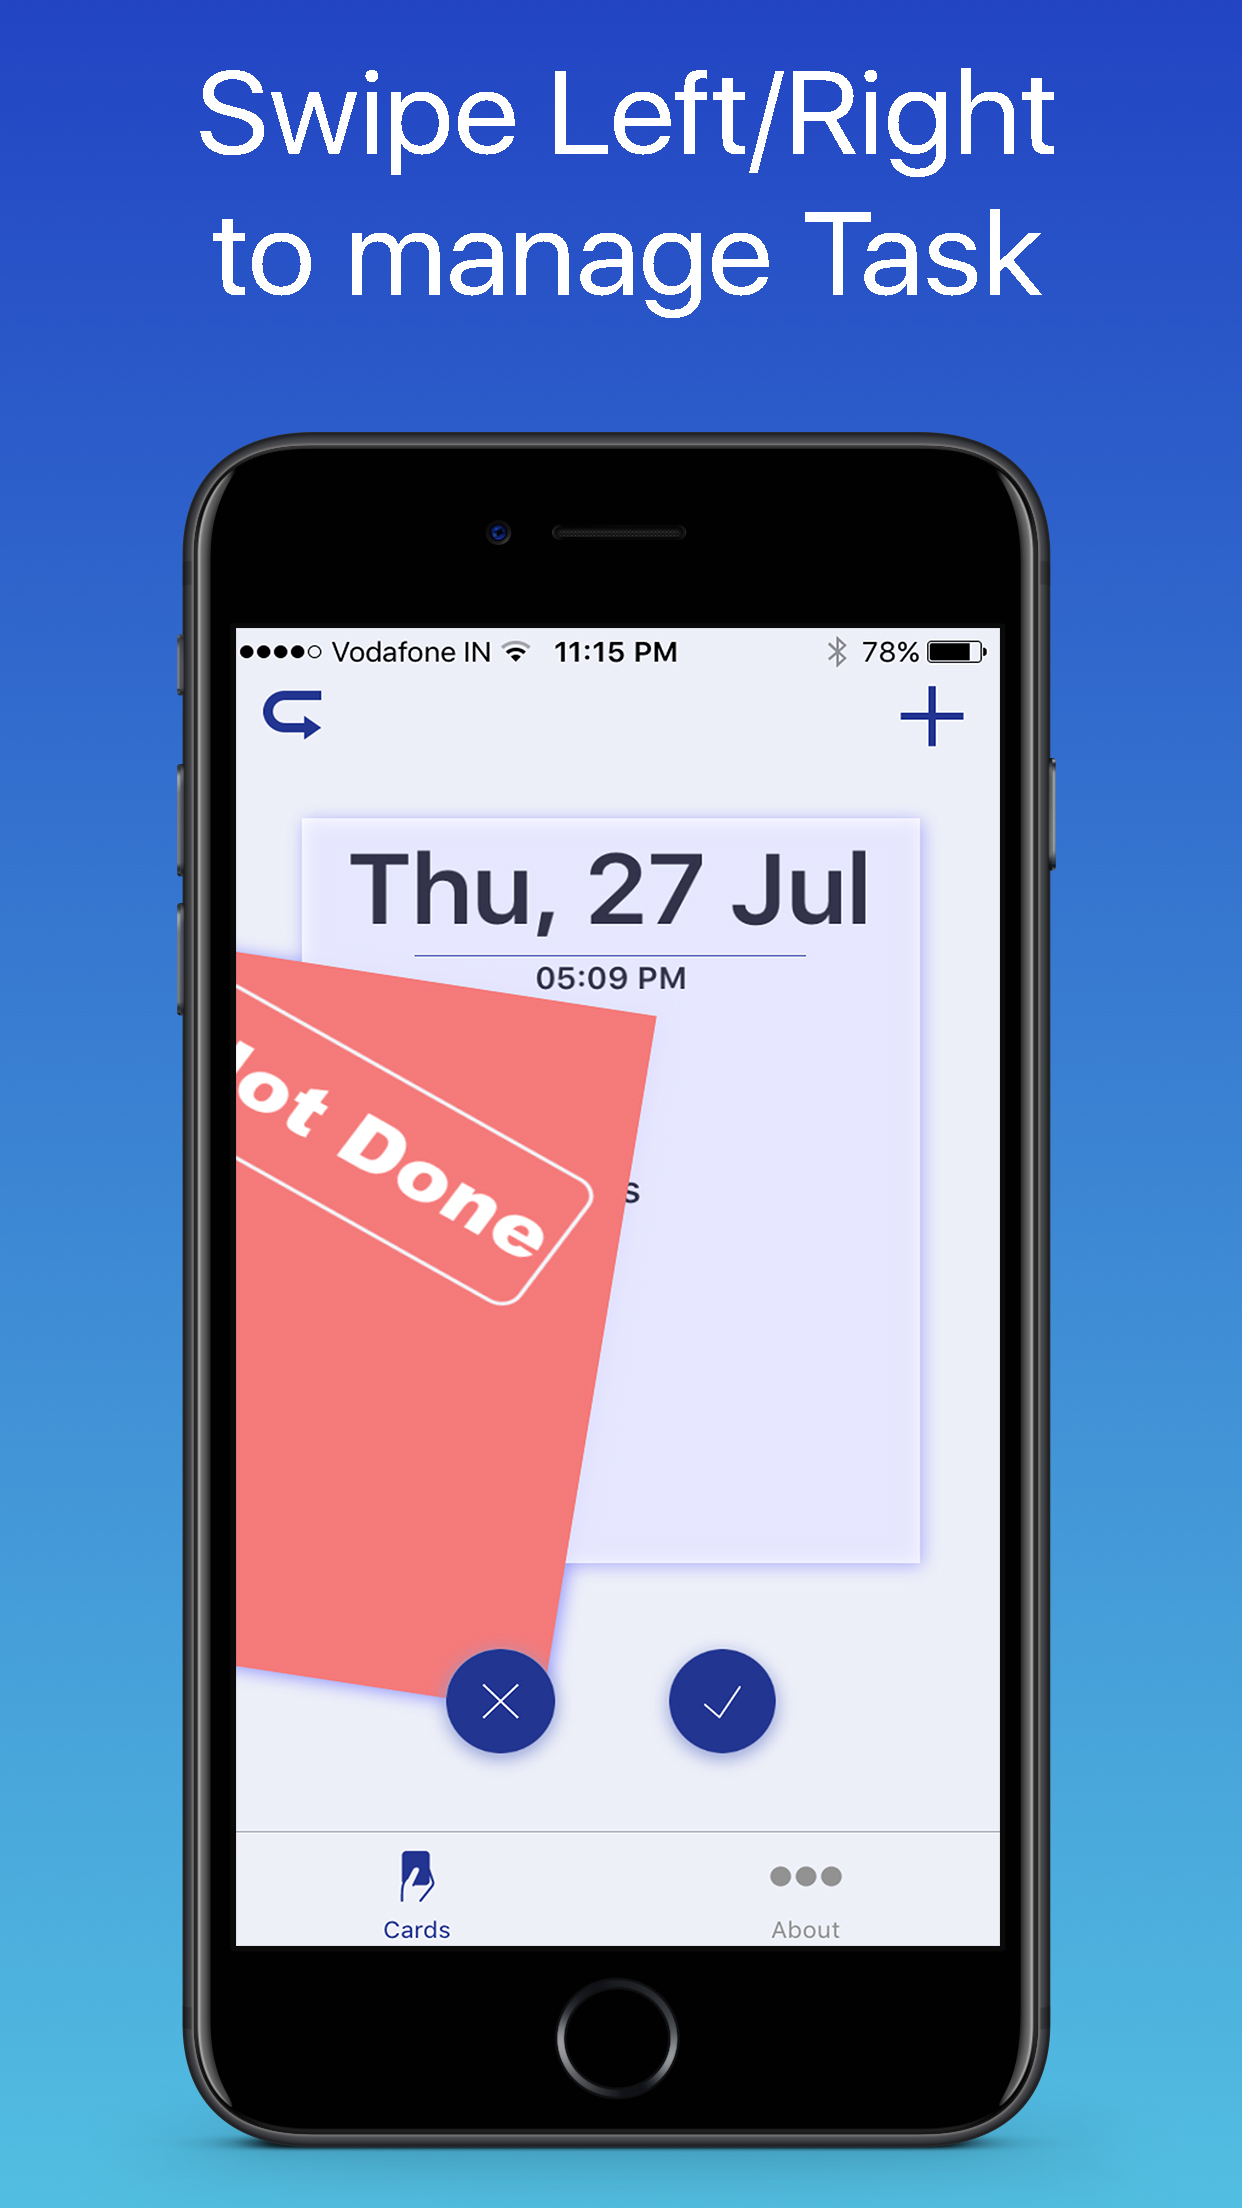 Swipe Left/Right
to manage Task
Vodafone IN 11:15 PM 78%
Thu, 27 Jul
05:09 PM
ot Done
s
Cards
About